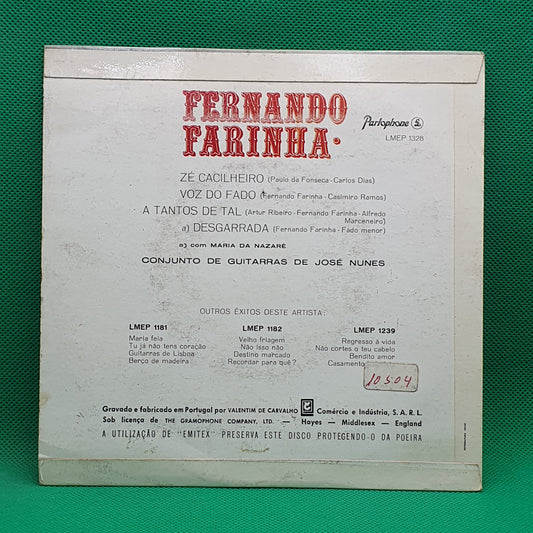 FERNANDO
FARINHA
Parlophone
LMEP 1328
ZÉ CACILHEIRO (Paulo da Fonseca - Carlos Dias)
VOZ DO FADO (Fernando Farinha - Casimiro Ramos)
A TANTOS DE TAL (Artur Ribeiro - Fernando Farinha - Alfredo
Marceneiro)
a) DESGARRADA (Fernando Farinha - Fado menor)
a) com MARIA DA NAZARÉ
CONJUNTO DE GUITARRAS DE JOSÉ NUNES
OUTROS ÉXITOS DESTE ARTISTA:
LMEP 1181
Maria feia
Tu já não tens coração
Guitarras de Lisboa
Berço de madeira
LMEP 1182
Velho friagem
Não isso não
Destino marcado
Recordar para quê?
LMEP 1239
Regresso à vida
Não cortes o teu cabelo
Bendito amor
Casamento
10504
Gravado e fabricado em Portugal por VALENTIM DE CARVALHO Comércio e Indústria, S. A. R. L.
Sob licença de THE GRAMOPHONE COMPANY, LTD. — Hayes — Middlesex — England
A UTILIZAÇÃO DE "EMITEX" PRESERVA ESTE DISCO PROTEGENDO-O DA POEIRA